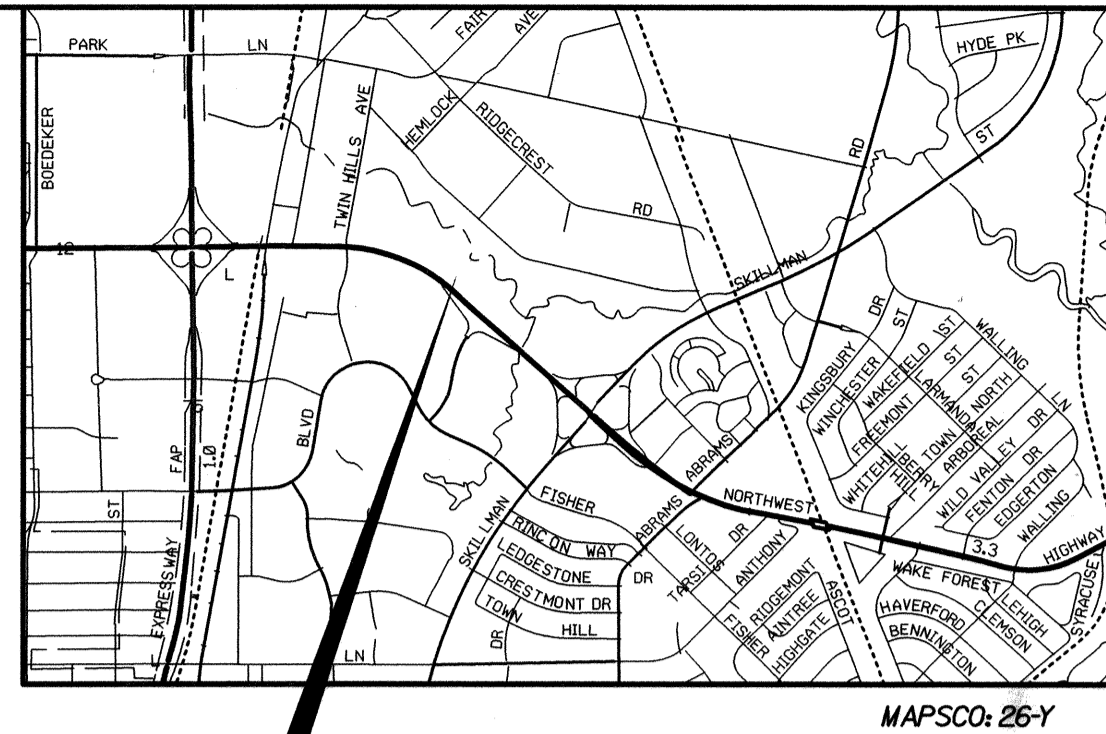 PARK LN
FAIR AVE
HYDE PK
BOEDEKER
TWIN HILLS AVE
HEMLOCK
RIDGECREST RD
RD
ST
12
L
SKILLMAN
KINGSBURY DR
WINCHESTER ST
WAKEFIELD ST
WALLING LN
FREEMONT ST
LARMANDA
NORTH
WHITEHILL
LIBERTY HILL
TOWN
ARBOREAL
WILD VALLEY DR
FENTON DR
EDGERTON
WALLING
BLVD
FAP
1.0
ABRAMS
NORTHWEST
HIGHWAY
3.3
ST
SKILLMAN
FISHER
RINCON WAY
LEDGESTONE DR
CRESTMONT DR
TOWN HILL
DR
ABRAMS
LONTOS DR
TARSI
ANTHONY
FISHER
RIDGEMONT
AINTREE
HIGHGATE
ASCOT
WAKE FOREST
HAVERFORD
BENNINGTON
CLEMSON
LEHIGH
SYRACUSE
EXPRESSWAY
LN
MAPSCO: 26-Y